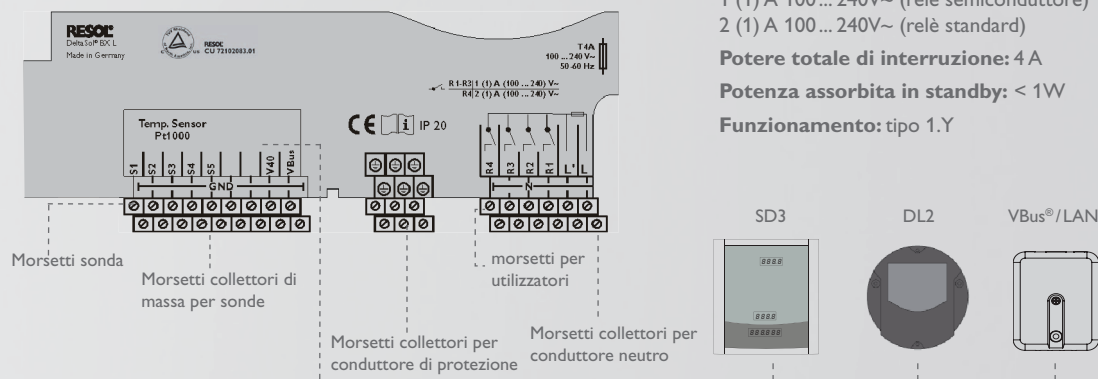 1 (1) A 100 ... 240V~ (relè semiconduttore)
2 (1) A 100 ... 240V~ (relè standard)
Potere totale di interruzione: 4 A
Potenza assorbita in standby: < 1W
Funzionamento: tipo 1.Y
RESOL®
DeltaSol® BX L
Made in Germany
RESOL
CU 72102083.01
T4A
100 ... 240 V~
50-60 Hz
R1-R3 1 (1) A (100 ... 240) V~
R4 2 (1) A (100 ... 240) V~
Temp. Sensor
Pt1000
IP 20
S1 S2 S3 S4 S5 V40 VBus
GND
R4 R3 R2 R1 L' L
N
Morsetti sonda
Morsetti collettori di
massa per sonde
Morsetti collettori per
conduttore di protezione
morsetti per
utilizzatori
Morsetti collettori per
conduttore neutro
SD3
DL2
VBus® / LAN